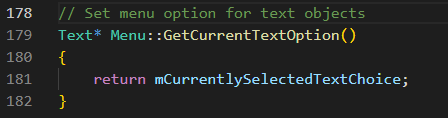 178 // Set menu option for text objects
179 Text* Menu::GetCurrentTextOption()
180 {
181     return mCurrentlySelectedTextChoice;
182 }